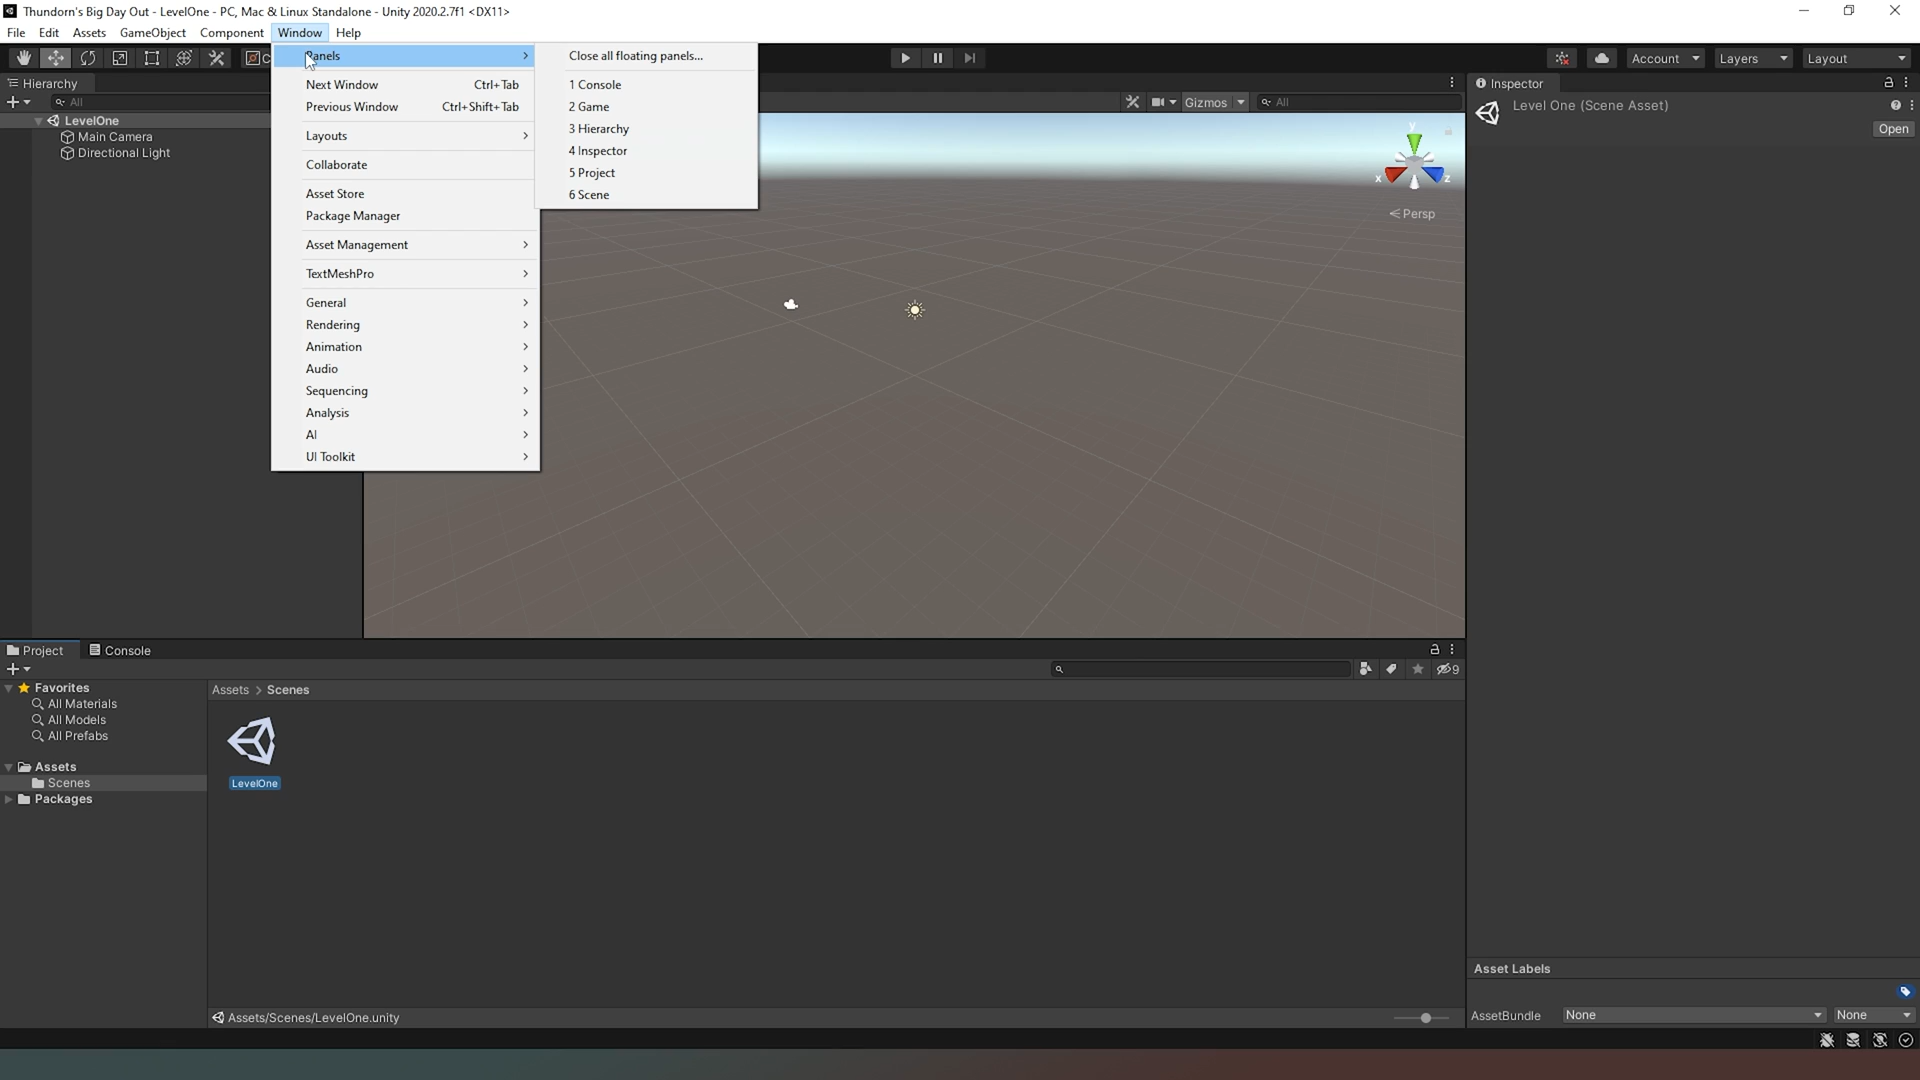 Thundorn's Big Day Out - LevelOne - PC, Mac & Linux Standalone - Unity 2020.2.7f1 <DX11>
File Edit Assets GameObject Component Window Help
Account Layers Layout
Panels
Next Window Ctrl+Tab
Previous Window Ctrl+Shift+Tab
Layouts
Collaborate
Asset Store
Package Manager
Asset Management
TextMeshPro
General
Rendering
Animation
Audio
Sequencing
Analysis
AI
UI Toolkit
Close all floating panels...
1 Console
2 Game
3 Hierarchy
4 Inspector
5 Project
6 Scene
Hierarchy
All
LevelOne
Main Camera
Directional Light
Gizmos All
y
x z
Persp
Inspector
Level One (Scene Asset)
Open
Project Console
9
Favorites
All Materials
All Models
All Prefabs
Assets
Scenes
Packages
Assets > Scenes
LevelOne
Assets/Scenes/LevelOne.unity
Asset Labels
AssetBundle None None